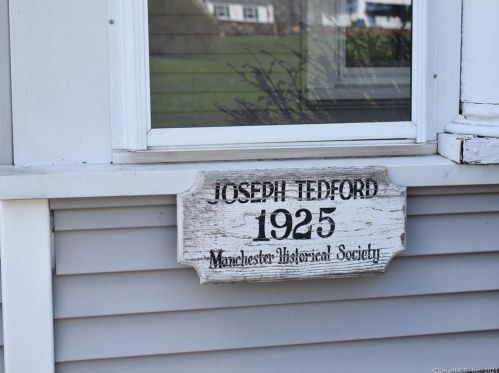 JOSEPH TEDFORD
1925
Manchester Historical Society